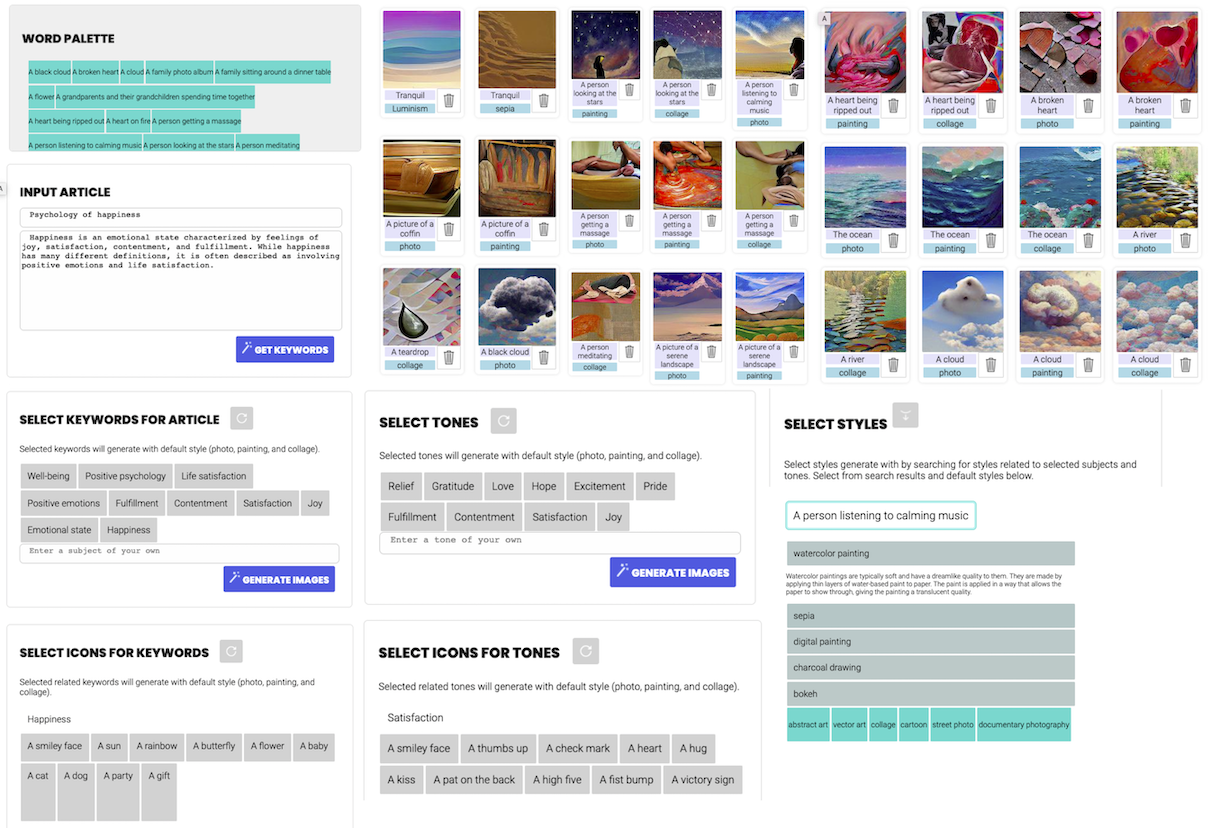 WORD PALETTE
A black cloud A broken heart A cloud A family photo album A family sitting around a dinner table
A flower A grandparents and their grandchildren spending time together
A heart being ripped out A heart on fire A person getting a massage
A person listening to calming music A person looking at the stars A person meditating
A
INPUT ARTICLE
Psychology of happiness
Happiness is an emotional state characterized by feelings of
joy, satisfaction, contentment, and fulfillment. While happiness
has many different definitions, it is often described as involving
positive emotions and life satisfaction.
GET KEYWORDS
Tranquil
Luminism
Tranquil
sepia
A person
looking at the
stars
painting
A person
looking at the
stars
collage
A person
listening to
calming
music
photo
A
A heart being
ripped out
painting
A heart being
ripped out
collage
A broken
heart
photo
A broken
heart
painting
A picture of a
coffin
photo
A picture of a
coffin
painting
A person
getting a
massage
photo
A person
getting a
massage
painting
A person
getting a
massage
collage
The ocean
photo
The ocean
painting
The ocean
collage
A river
photo
A teardrop
collage
A black cloud
photo
A person
meditating
collage
A picture of a
serene
landscape
photo
A picture of a
serene
landscape
painting
A river
collage
A cloud
photo
A cloud
painting
A cloud
collage
SELECT KEYWORDS FOR ARTICLE
Selected keywords will generate with default style (photo, painting, and collage).
Well-being Positive psychology Life satisfaction
Positive emotions Fulfillment Contentment Satisfaction Joy
Emotional state Happiness
Enter a subject of your own
GENERATE IMAGES
SELECT TONES
Selected tones will generate with default style (photo, painting, and collage).
Relief Gratitude Love Hope Excitement Pride
Fulfillment Contentment Satisfaction Joy
Enter a tone of your own
GENERATE IMAGES
SELECT STYLES
Select styles generate with by searching for styles related to selected subjects and
tones. Select from search results and default styles below.
A person listening to calming music
watercolor painting
Watercolor paintings are typically soft and have a dreamlike quality to them. They are made by
applying thin layers of water-based paint to paper. The paint is applied in a way that allows the
paper to show through, giving the painting a translucent quality.
sepia
digital painting
charcoal drawing
bokeh
abstract art vector art collage cartoon street photo documentary photography
SELECT ICONS FOR KEYWORDS
Selected related keywords will generate with default style (photo, painting, and
collage).
Happiness
A smiley face A sun A rainbow A butterfly A flower A baby
A cat A dog A party A gift
SELECT ICONS FOR TONES
Selected related tones will generate with default style (photo, painting, and collage).
Satisfaction
A smiley face A thumbs up A check mark A heart A hug
A kiss A pat on the back A high five A fist bump A victory sign